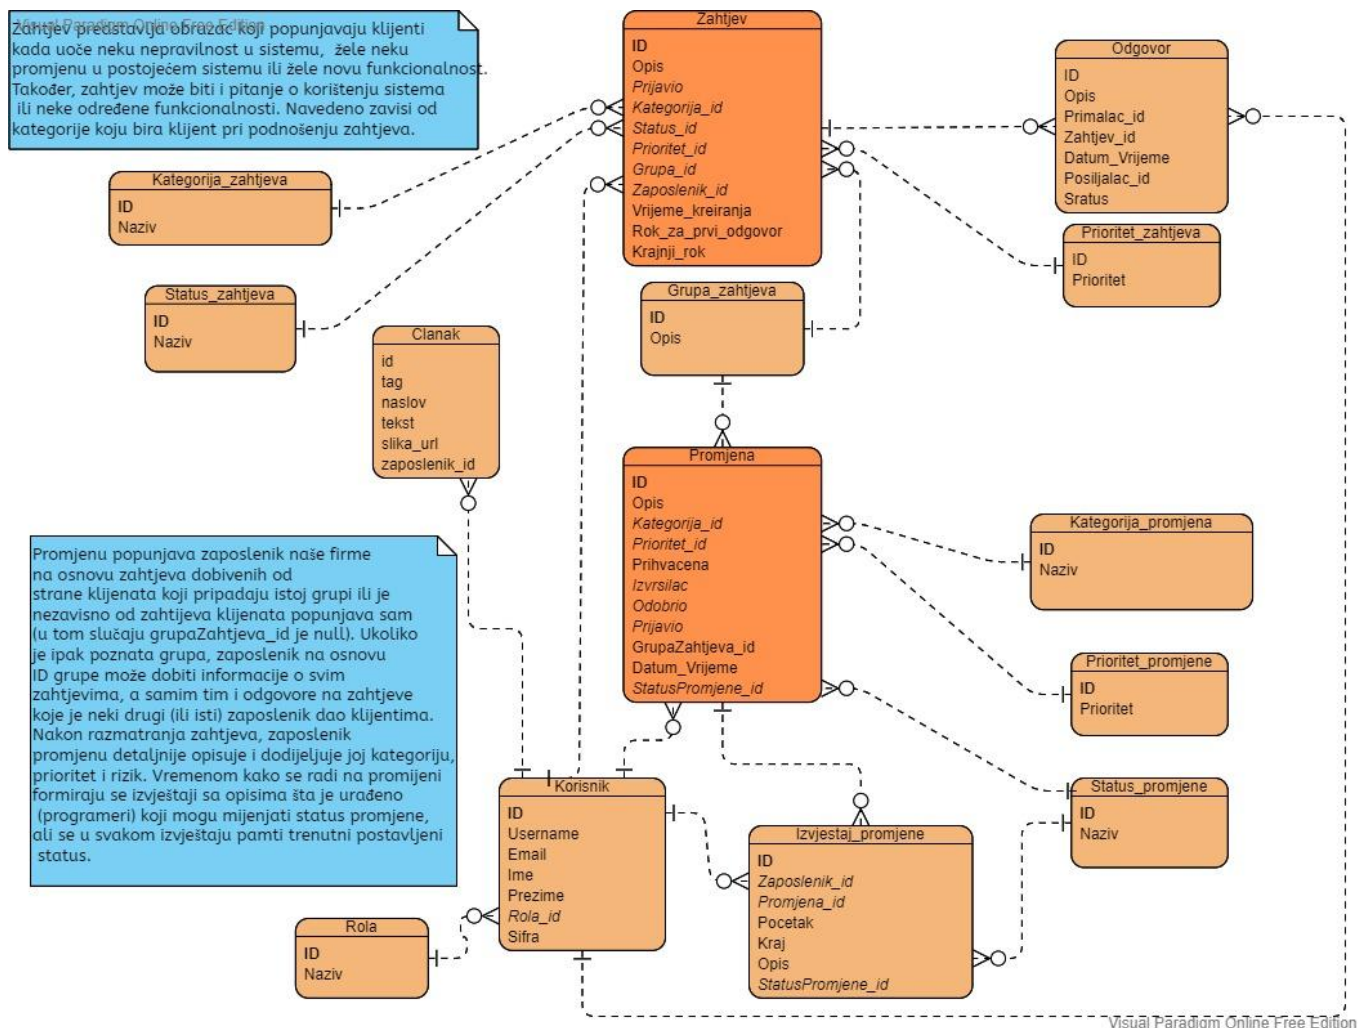 Visual Paradigm Online Free Edition
Zahtjev predstavlja obrazac koji popunjavaju klijenti
kada uoče neku nepravilnost u sistemu, žele neku
promjenu u postojećem sistemu ili žele novu funkcionalnost.
Također, zahtjev može biti i pitanje o korištenju sistema
ili neke određene funkcionalnosti. Navedeno zavisi od
kategorije koju bira klijent pri podnošenju zahtjeva.
Zahtjev
ID
Opis
Prijavio
Kategorija_id
Status_id
Prioritet_id
Grupa_id
Zaposlenik_id
Vrijeme_kreiranja
Rok_za_prvi_odgovor
Krajnji_rok
Odgovor
ID
Opis
Primalac_id
Zahtjev_id
Datum_Vrijeme
Posiljalac_id
Sratus
Kategorija_zahtjeva
ID
Naziv
Prioritet_zahtjeva
ID
Prioritet
Status_zahtjeva
ID
Naziv
Grupa_zahtjeva
ID
Opis
Clanak
id
tag
naslov
tekst
slika_url
zaposlenik_id
Promjena
ID
Opis
Kategorija_id
Prioritet_id
Prihvacena
Izvrsilac
Odobrio
Prijavio
GrupaZahtjeva_id
Datum_Vrijeme
StatusPromjene_id
Kategorija_promjena
ID
Naziv
Promjenu popunjava zaposlenik naše firme
na osnovu zahtjeva dobivenih od
strane klijenata koji pripadaju istoj grupi ili je
nezavisno od zahtijeva klijenata popunjava sam
(u tom slučaju grupaZahtjeva_id je null). Ukoliko
je ipak poznata grupa, zaposlenik na osnovu
ID grupe može dobiti informacije o svim
zahtjevima, a samim tim i odgovore na zahtjeve
koje je neki drugi (ili isti) zaposlenik dao klijentima.
Nakon razmatranja zahtjeva, zaposlenik
promjenu detaljnije opisuje i dodijeljuje joj kategoriju,
prioritet i rizik. Vremenom kako se radi na promijeni
formiraju se izvještaji sa opisima šta je urađeno
(programeri) koji mogu mijenjati status promjene,
ali se u svakom izvještaju pamti trenutni postavljeni
status.
Prioritet_promjene
ID
Prioritet
Korisnik
ID
Username
Email
Ime
Prezime
Rola_id
Sifra
Status_promjene
ID
Naziv
Izvjestaj_promjene
ID
Zaposlenik_id
Promjena_id
Pocetak
Kraj
Opis
StatusPromjene_id
Rola
ID
Naziv
Visual Paradigm Online Free Edition